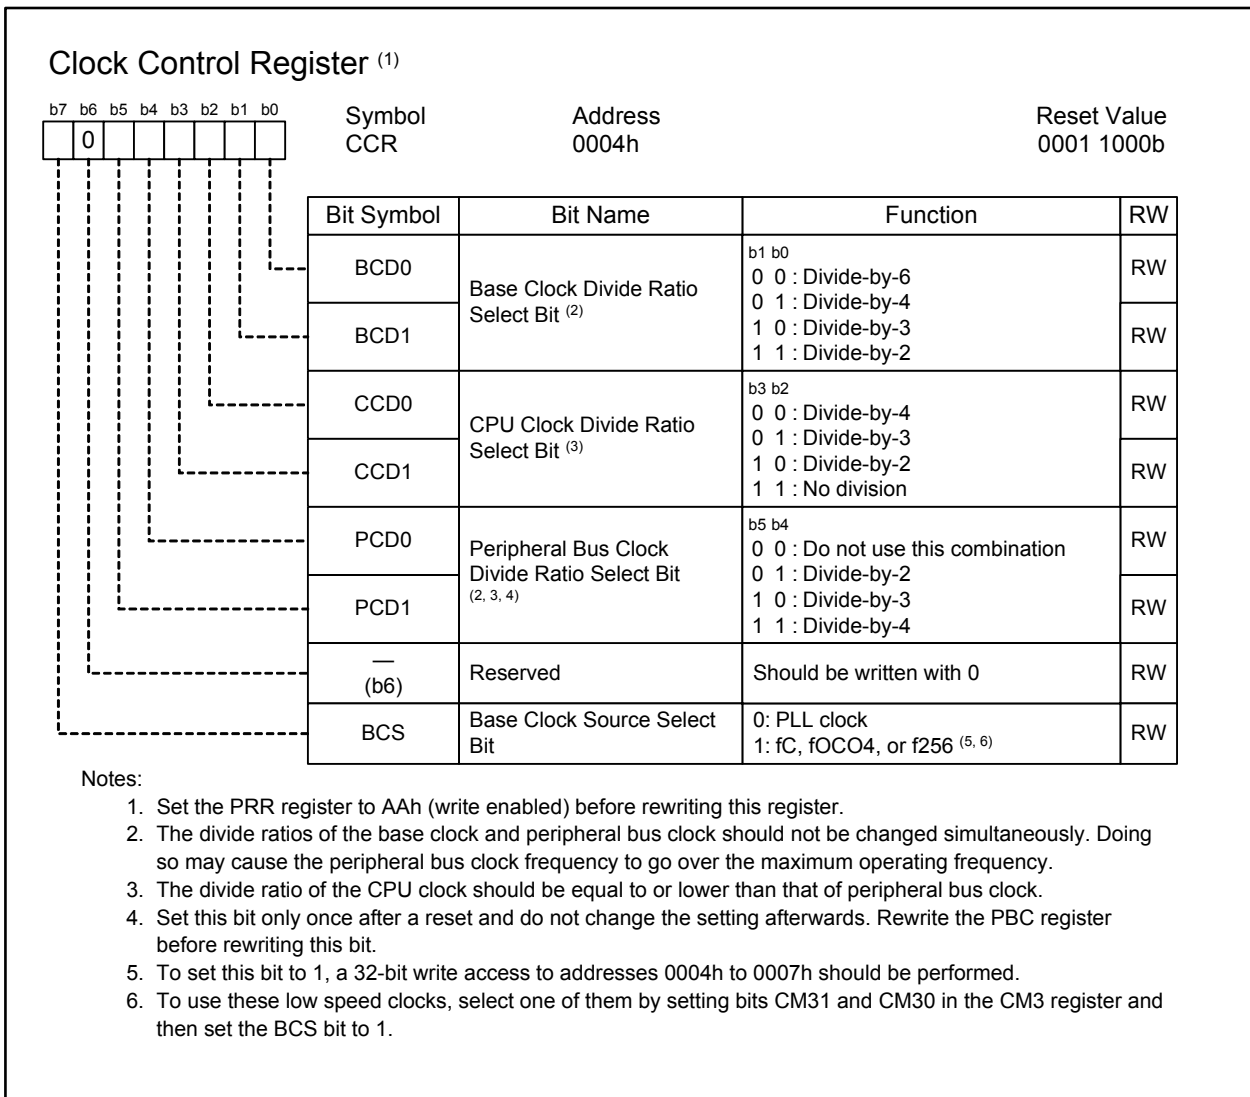 Clock Control Register (1)
b7 b6 b5 b4 b3 b2 b1 b0
0
Symbol Address Reset Value
CCR 0004h 0001 1000b
Bit Symbol Bit Name Function RW
BCD0 RW
BCD1 RW
Base Clock Divide Ratio
Select Bit (2)
b1 b0
0 0 : Divide-by-6
0 1 : Divide-by-4
1 0 : Divide-by-3
1 1 : Divide-by-2
CCD0 RW
CCD1 RW
CPU Clock Divide Ratio
Select Bit (3)
b3 b2
0 0 : Divide-by-4
0 1 : Divide-by-3
1 0 : Divide-by-2
1 1 : No division
PCD0 RW
PCD1 RW
Peripheral Bus Clock
Divide Ratio Select Bit
(2, 3, 4)
b5 b4
0 0 : Do not use this combination
0 1 : Divide-by-2
1 0 : Divide-by-3
1 1 : Divide-by-4
—
(b6) Reserved Should be written with 0 RW
BCS RW
Base Clock Source Select
Bit
0: PLL clock
1: fC, fOCO4, or f256 (5, 6)
Notes:
1. Set the PRR register to AAh (write enabled) before rewriting this register.
2. The divide ratios of the base clock and peripheral bus clock should not be changed simultaneously. Doing
so may cause the peripheral bus clock frequency to go over the maximum operating frequency.
3. The divide ratio of the CPU clock should be equal to or lower than that of peripheral bus clock.
4. Set this bit only once after a reset and do not change the setting afterwards. Rewrite the PBC register
before rewriting this bit.
5. To set this bit to 1, a 32-bit write access to addresses 0004h to 0007h should be performed.
6. To use these low speed clocks, select one of them by setting bits CM31 and CM30 in the CM3 register and
then set the BCS bit to 1.